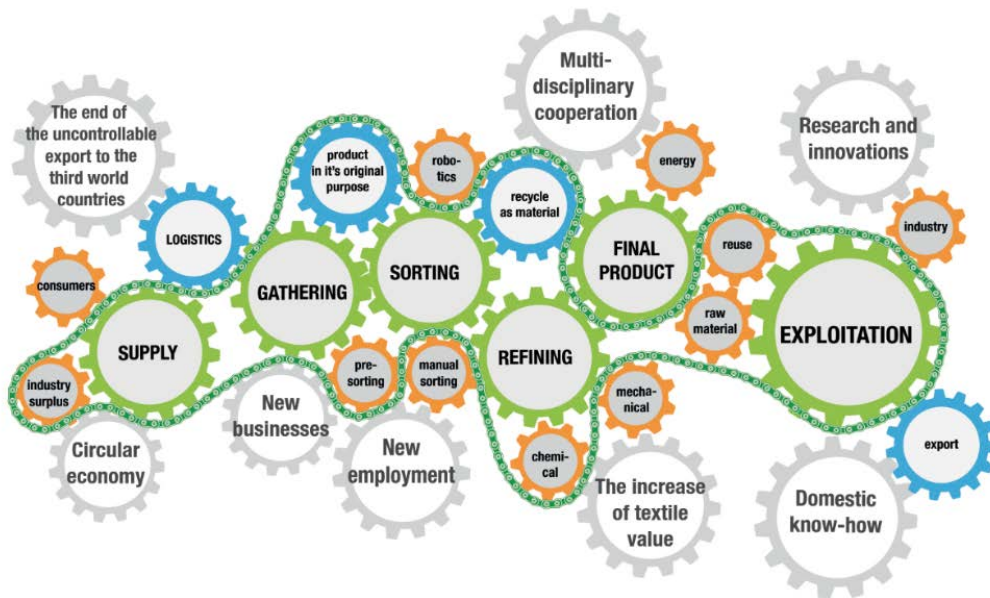 The end of
the uncontrollable
export to the
third world
countries
LOGISTICS
consumers
SUPPLY
industry
surplus
Circular
economy
product
in it's original
purpose
GATHERING
New
businesses
robo-
tics
SORTING
pre-
sorting
manual
sorting
New
employment
Multi-
disciplinary
cooperation
recycle
as material
REFINING
chemi-
cal
mecha-
nical
The increase
of textile
value
energy
FINAL
PRODUCT
reuse
raw
material
Research and
innovations
industry
EXPLOITATION
export
Domestic
know-how